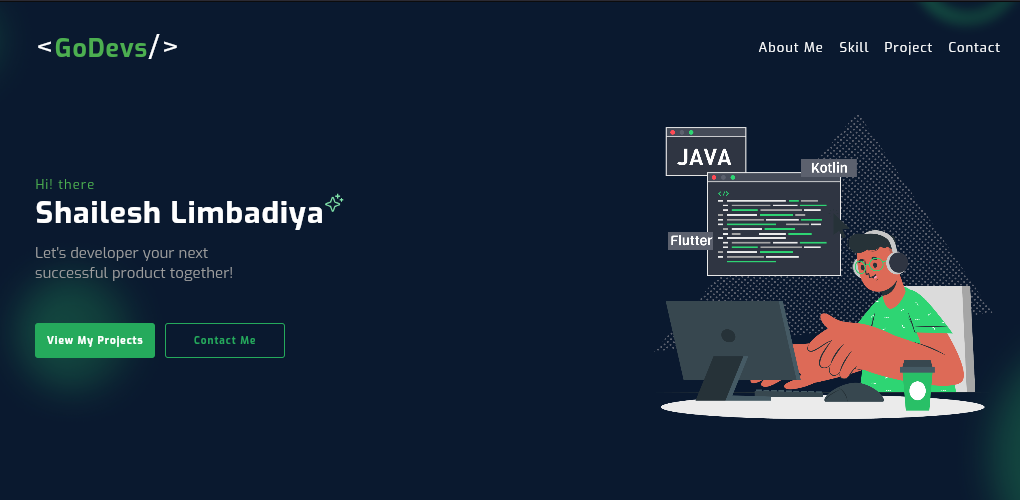 <GoDevs/>
About Me Skill Project Contact
JAVA
Kotlin
</>
Flutter
Hi! there
Shailesh Limbadiya
Let's developer your next
successful product together!
View My Projects
Contact Me